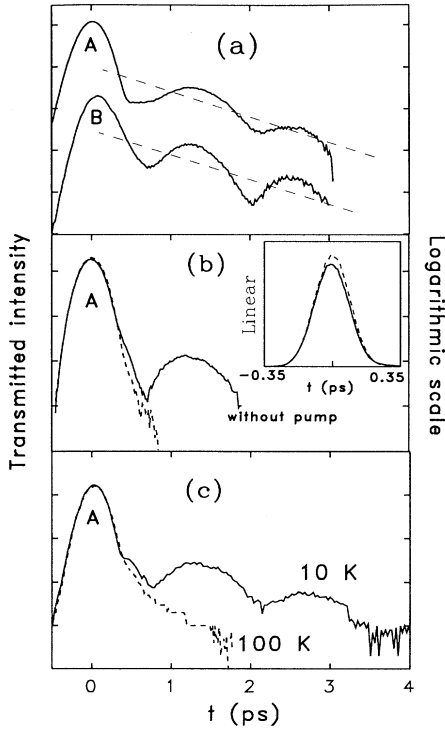 (a)
A
B
Transmitted intensity
Logarithmic scale
(b)
A
Linear
-0.35 0.35
t (ps)
without pump
(c)
A
10 K
100 K
0 1 2 3 4
t (ps)